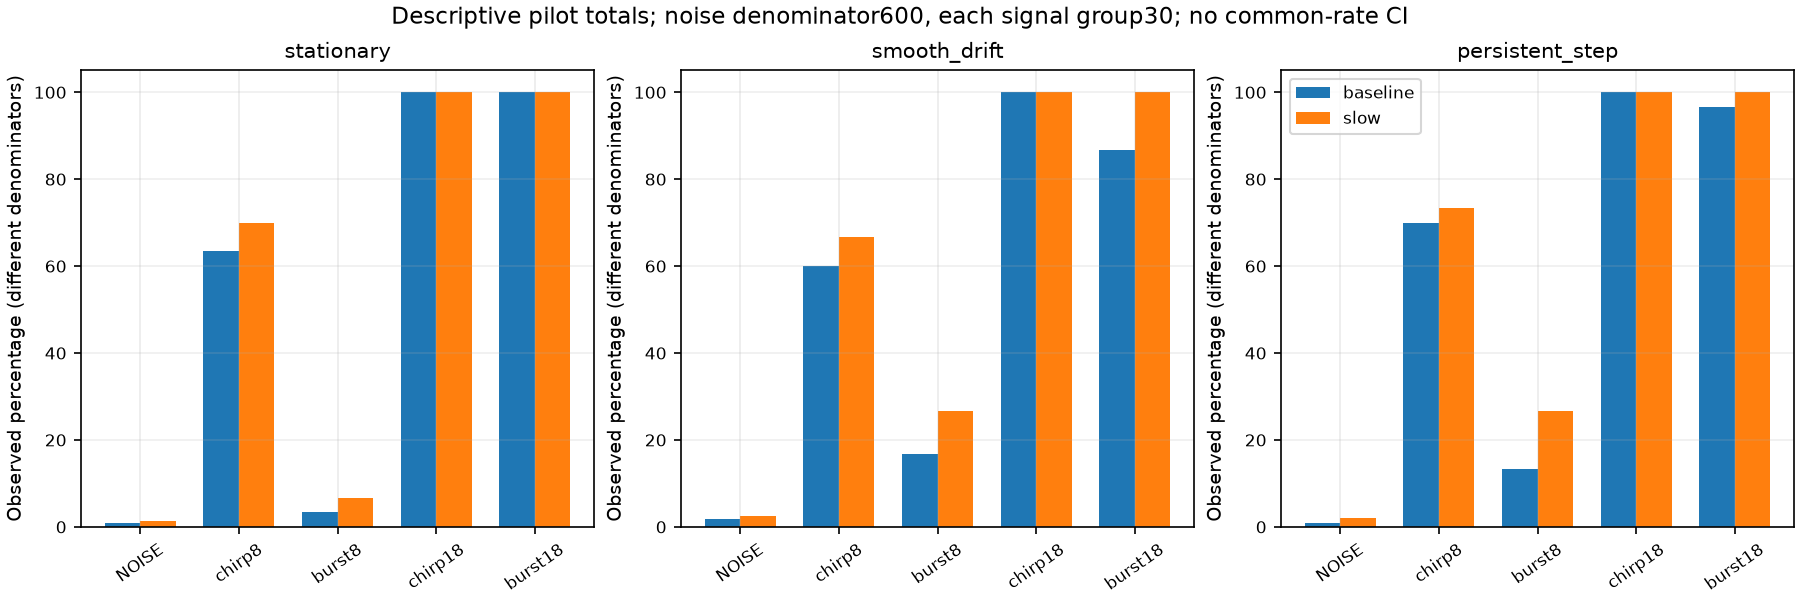 Descriptive pilot totals; noise denominator600, each signal group30; no common-rate CI
stationary
Observed percentage (different denominators)
100
80
60
40
20
0
NOISE
chirp8
burst8
chirp18
burst18
smooth_drift
Observed percentage (different denominators)
100
80
60
40
20
0
NOISE
chirp8
burst8
chirp18
burst18
persistent_step
Observed percentage (different denominators)
100
80
60
40
20
0
baseline
slow
NOISE
chirp8
burst8
chirp18
burst18